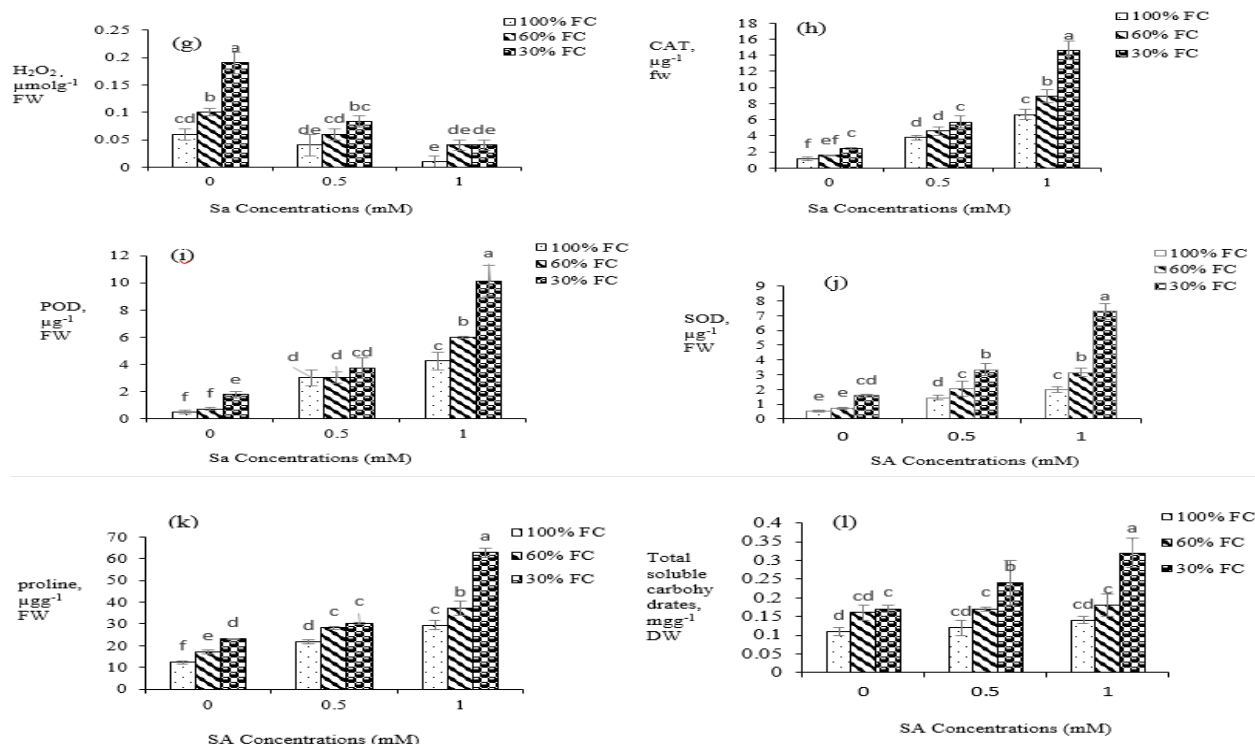 (g)
100% FC
60% FC
30% FC
H₂O₂,
μmolg⁻¹
FW
0.25
0.2
0.15
0.1
0.05
0
cd
b
a
de
cd
bc
e
de
de
0
0.5
1
Sa Concentrations (mM)
(h)
100% FC
60% FC
30% FC
CAT,
μg⁻¹
fw
18
16
14
12
10
8
6
4
2
0
f
ef
c
d
d
c
c
b
a
0
0.5
1
Sa Concentrations (mM)
(i)
100% FC
60% FC
30% FC
POD,
μg⁻¹
FW
12
10
8
6
4
2
0
f
f
e
d
d
cd
c
b
a
0
0.5
1
Sa Concentrations (mM)
(j)
100% FC
60% FC
30% FC
SOD,
μg⁻¹
FW
9
8
7
6
5
4
3
2
1
0
e
e
cd
d
c
b
c
b
a
0
0.5
1
SA Concentrations (mM)
(k)
100% FC
60% FC
30% FC
proline,
μgg⁻¹
FW
70
60
50
40
30
20
10
0
f
e
d
d
c
c
c
b
a
0
0.5
1
SA Concentrations (mM)
(l)
100% FC
60% FC
30% FC
Total
soluble
carbohy
drates,
mgg⁻¹
DW
0.4
0.35
0.3
0.25
0.2
0.15
0.1
0.05
0
d
cd
c
cd
c
b
cd
c
a
0
0.5
1
SA Concentrations (mM)